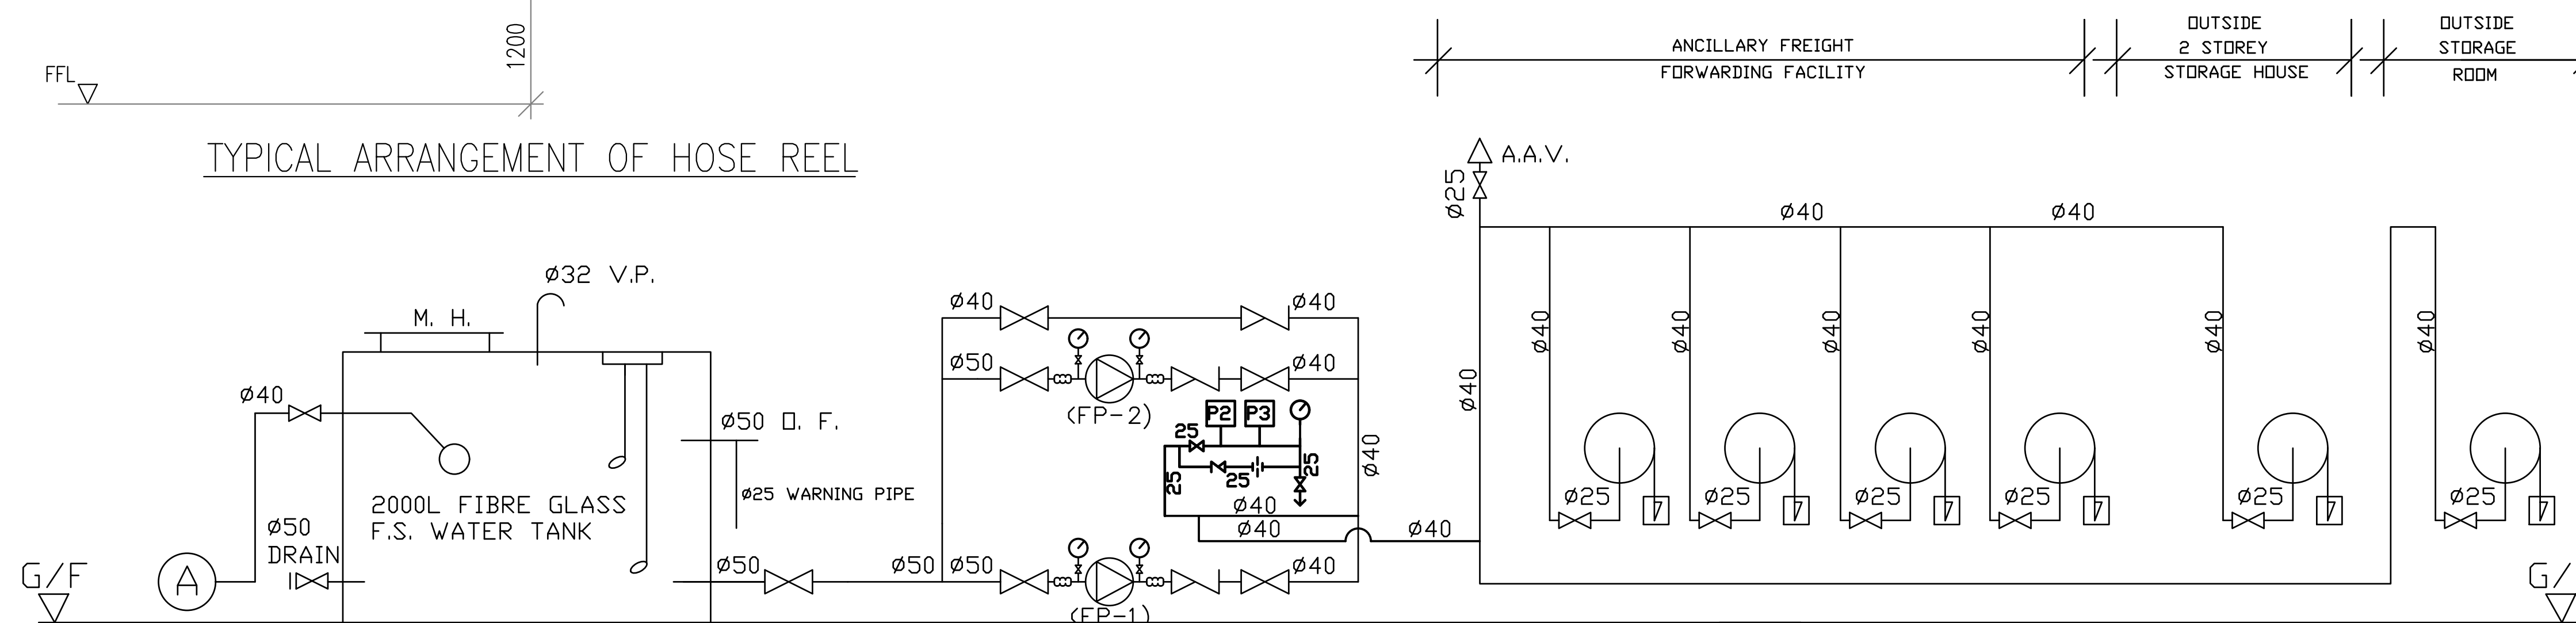 1200
FFL
TYPICAL ARRANGEMENT OF HOSE REEL
ANCILLARY FREIGHT
FORWARDING FACILITY
OUTSIDE
2 STOREY
STORAGE HOUSE
OUTSIDE
STORAGE
ROOM
A.A.V.
ø25
ø40
ø40
ø32 V.P.
M. H.
ø40
ø50 O. F.
ø25 WARNING PIPE
2000L FIBRE GLASS
F.S. WATER TANK
ø50
DRAIN
A
G/F
ø50
ø50
ø50
ø40
ø40
ø50
ø40
(FP-2)
P2
P3
25
25
25
25
ø40
ø40
ø40
ø40
ø40
(FP-1)
ø40
ø40
ø40
ø40
ø40
ø40
ø40
ø25
ø25
ø25
ø25
ø25
ø25
G/